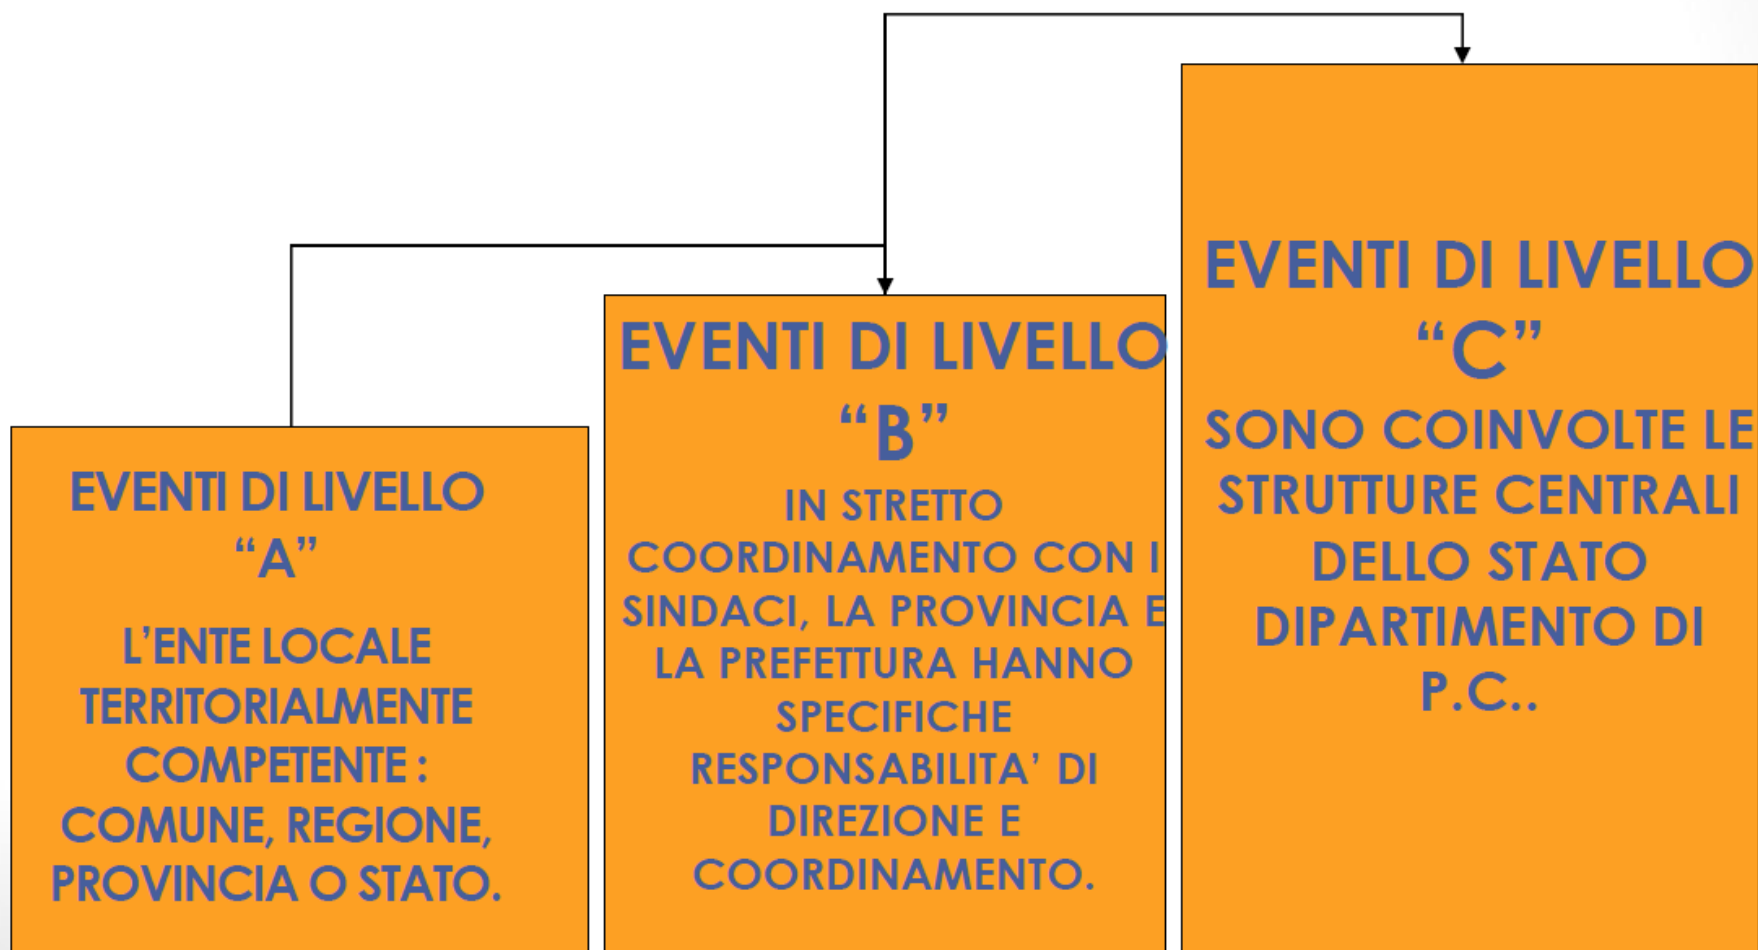 EVENTI DI LIVELLO
“A”
L’ENTE LOCALE
TERRITORIALMENTE
COMPETENTE :
COMUNE, REGIONE,
PROVINCIA O STATO.
EVENTI DI LIVELLO
“B”
IN STRETTO
COORDINAMENTO CON I
SINDACI, LA PROVINCIA E
LA PREFETTURA HANNO
SPECIFICHE
RESPONSABILITA’ DI
DIREZIONE E
COORDINAMENTO.
EVENTI DI LIVELLO
“C”
SONO COINVOLTE LE
STRUTTURE CENTRALI
DELLO STATO
DIPARTIMENTO DI
P.C..